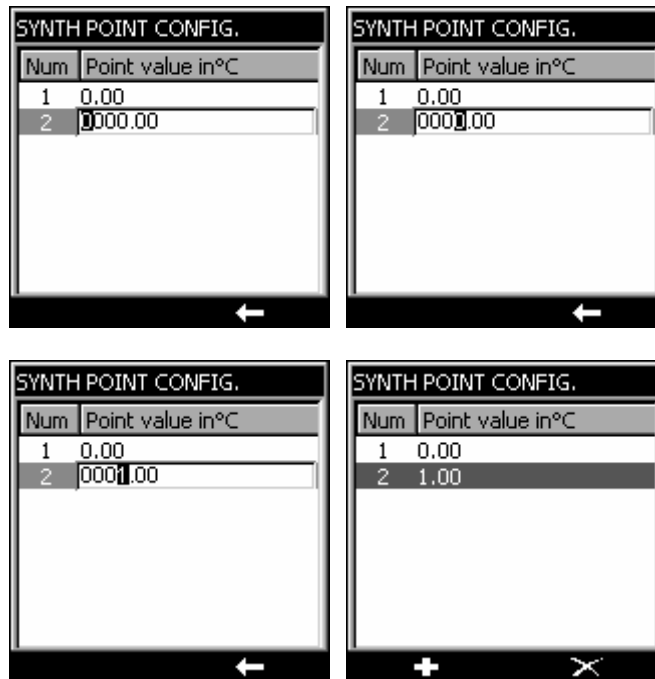 SYNTH POINT CONFIG.
Num Point value in°C
1 0.00
2 0000.00
SYNTH POINT CONFIG.
Num Point value in°C
1 0.00
2 0000.00
SYNTH POINT CONFIG.
Num Point value in°C
1 0.00
2 0001.00
SYNTH POINT CONFIG.
Num Point value in°C
1 0.00
2 1.00